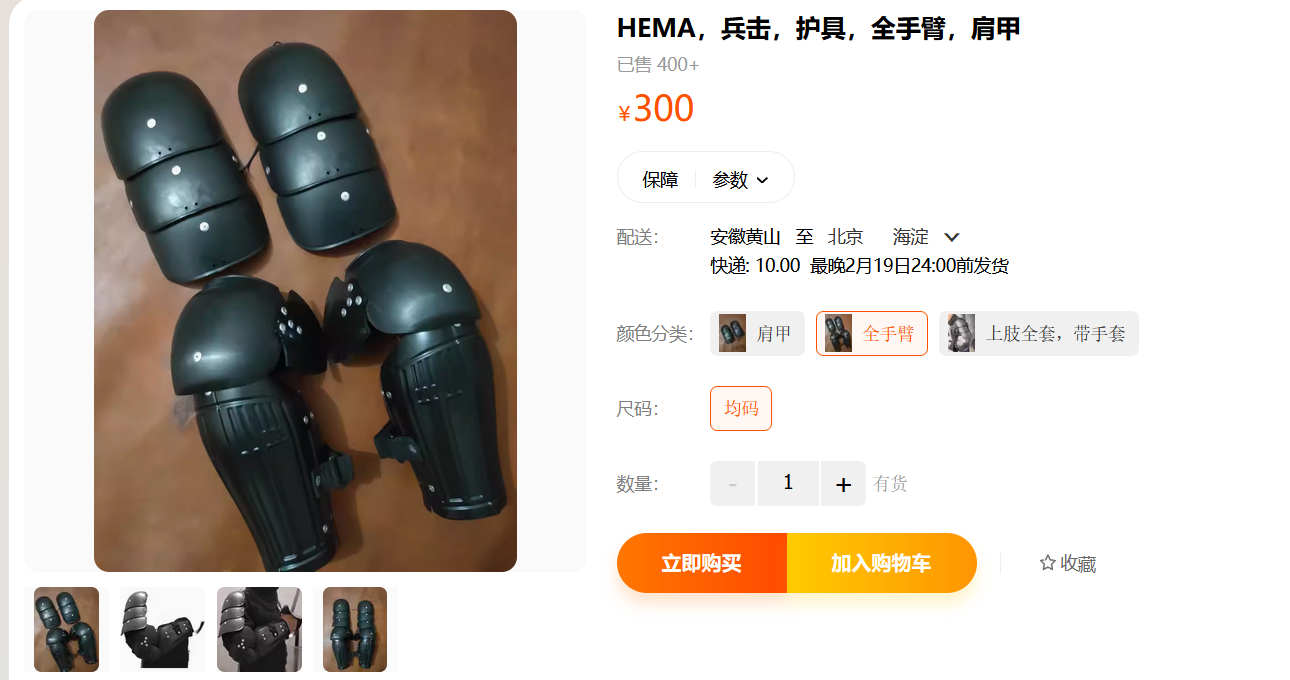 HEMA，兵击，护具，全手臂，肩甲
已售 400+
¥300
保障 参数
配送： 安徽黄山 至 北京 海淀
快递: 10.00 最晚2月19日24:00前发货
颜色分类： 肩甲 全手臂 上肢全套，带手套
尺码： 均码
数量： - 1 + 有货
立即购买 加入购物车 收藏